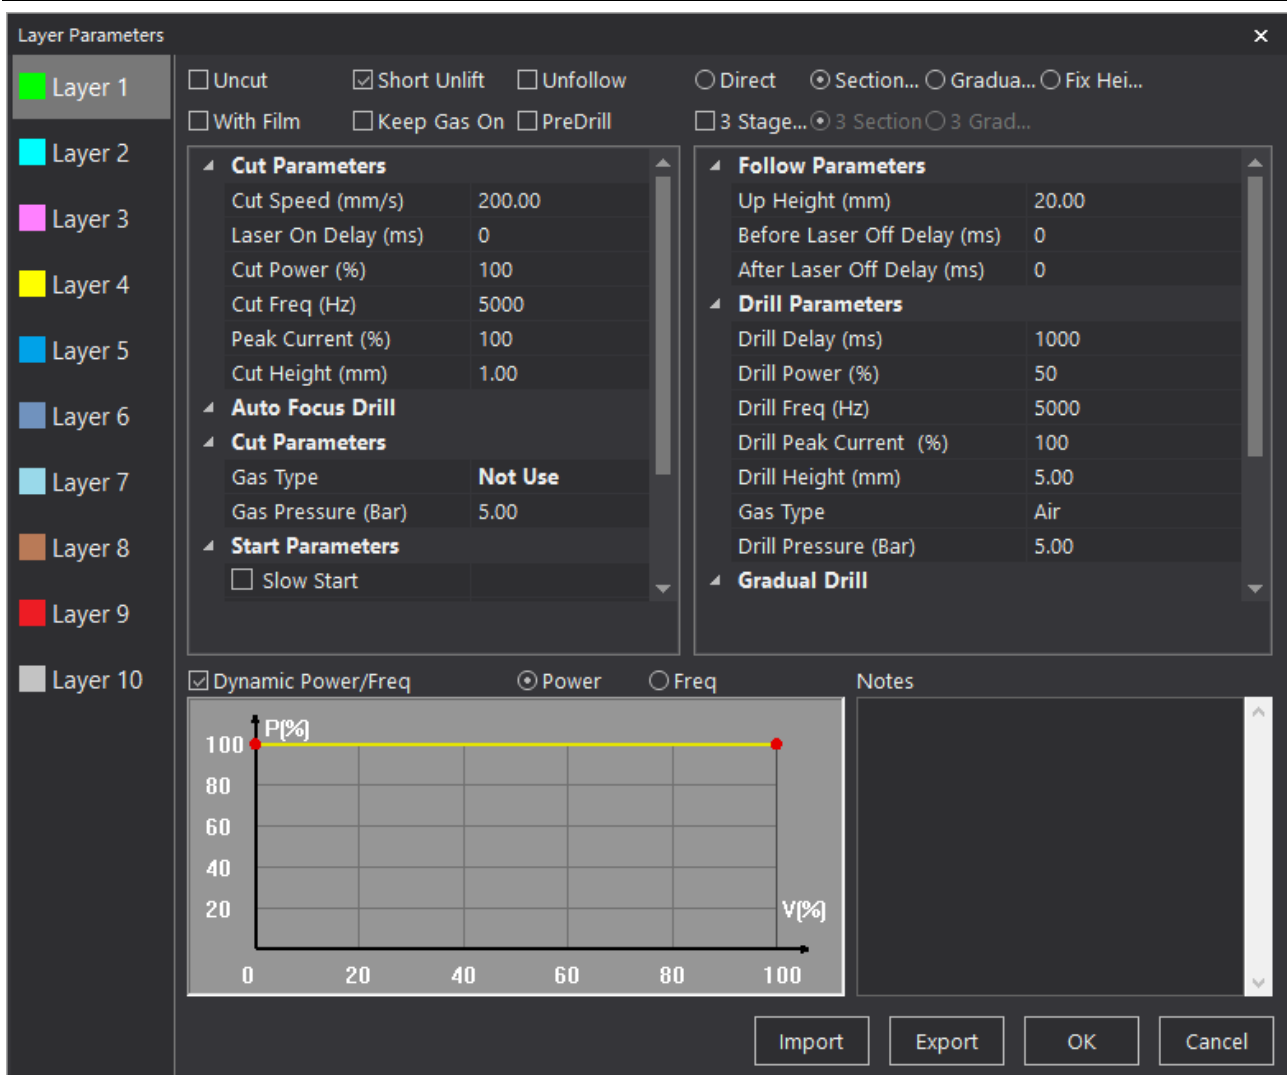 Layer Parameters
Layer 1
Layer 2
Layer 3
Layer 4
Layer 5
Layer 6
Layer 7
Layer 8
Layer 9
Layer 10
Uncut Short Unlift Unfollow
With Film Keep Gas On PreDrill
Direct Section... Gradua... Fix Hei...
3 Stage... 3 Section 3 Grad...
Cut Parameters
Cut Speed (mm/s) 200.00
Laser On Delay (ms) 0
Cut Power (%) 100
Cut Freq (Hz) 5000
Peak Current (%) 100
Cut Height (mm) 1.00
Auto Focus Drill
Cut Parameters
Gas Type Not Use
Gas Pressure (Bar) 5.00
Start Parameters
Slow Start
Follow Parameters
Up Height (mm) 20.00
Before Laser Off Delay (ms) 0
After Laser Off Delay (ms) 0
Drill Parameters
Drill Delay (ms) 1000
Drill Power (%) 50
Drill Freq (Hz) 5000
Drill Peak Current (%) 100
Drill Height (mm) 5.00
Gas Type Air
Drill Pressure (Bar) 5.00
Gradual Drill
Dynamic Power/Freq Power Freq
P(%)
100
80
60
40
20
V(%)
0 20 40 60 80 100
Notes
Import Export OK Cancel